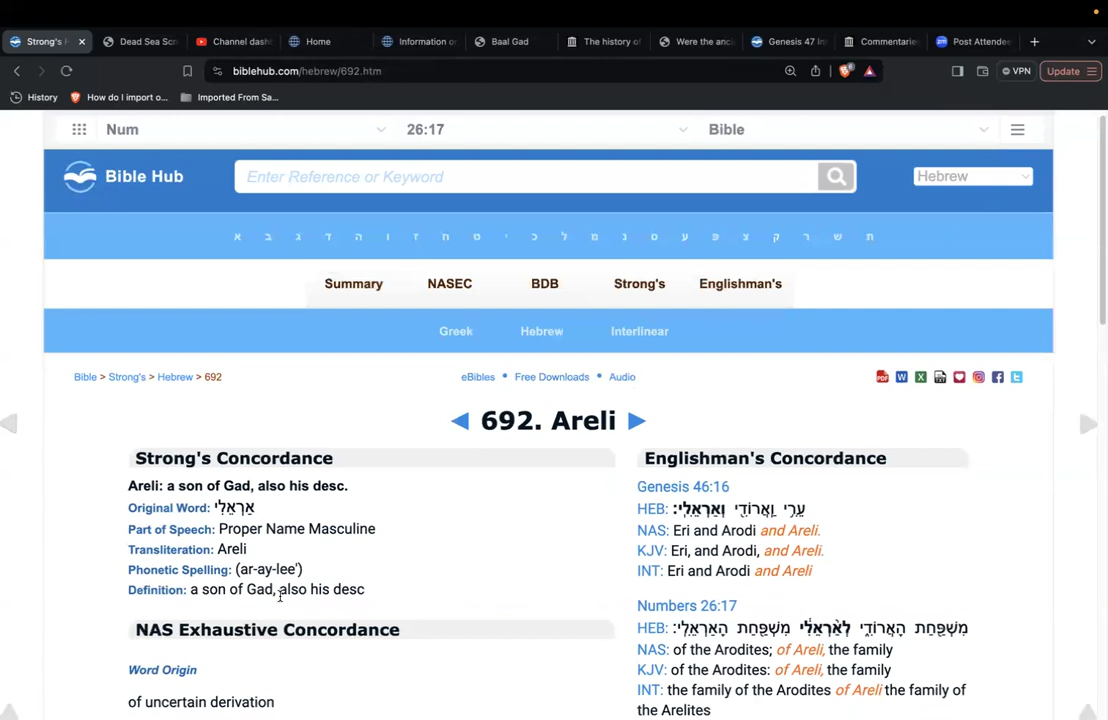 Strong's H
Dead Sea Scr
Channel dash
Home
Information o
Baal Gad
The history of
Were the anci
Genesis 47 In
Commentarie
Post Attendee
biblehub.com/hebrew/692.htm
6
VPN
Update
History
How do I import o...
Imported From Sa...
Num
26:17
Bible
Bible Hub
Enter Reference or Keyword
Hebrew
א ב ג ד ה ו ז ח ט י כ ל מ נ ס ע פ צ ק ר ש ת
Summary
NASEC
BDB
Strong's
Englishman's
Greek
Hebrew
Interlinear
Bible > Strong's > Hebrew > 692
eBibles • Free Downloads • Audio
◄ 692. Areli ►
Strong's Concordance
Areli: a son of Gad, also his desc.
Original Word: אַרְאֵלִי
Part of Speech: Proper Name Masculine
Transliteration: Areli
Phonetic Spelling: (ar-ay-lee')
Definition: a son of Gad, also his desc
NAS Exhaustive Concordance
Word Origin
of uncertain derivation
Englishman's Concordance
Genesis 46:16
HEB: עֵרִ֥י וַֽאֲרוֹדִ֖י וְאַרְאֵלִֽי׃
NAS: Eri and Arodi and Areli.
KJV: Eri, and Arodi, and Areli.
INT: Eri and Arodi and Areli
Numbers 26:17
HEB: מִשְׁפַּ֖חַת הָאֲרוֹדִ֑י לְאַ֨רְאֵלִ֔י מִשְׁפַּ֖חַת הָאַרְאֵלִֽי׃
NAS: of the Arodites; of Areli, the family
KJV: of the Arodites: of Areli, the family
INT: the family of the Arodites of Areli the family of
the Arelites